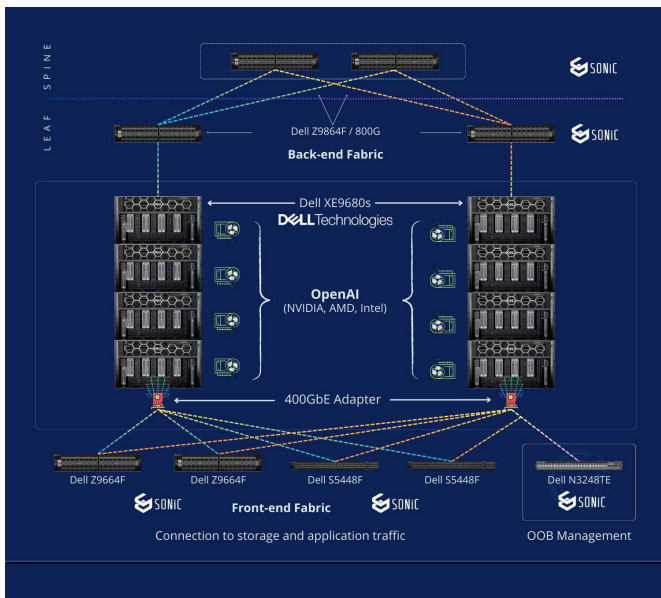 SPINE
SONiC
LEAF
Dell Z9864F / 800G
SONiC
Back-end Fabric
Dell XE9680s
DELLTechnologies
OpenAI
(NVIDIA, AMD, Intel)
400GbE Adapter
Dell Z9664F
Dell Z9664F
Dell S5448F
Dell S5448F
Dell N3248TE
SONiC
Front-end Fabric
SONiC
SONiC
Connection to storage and application traffic
OOB Management